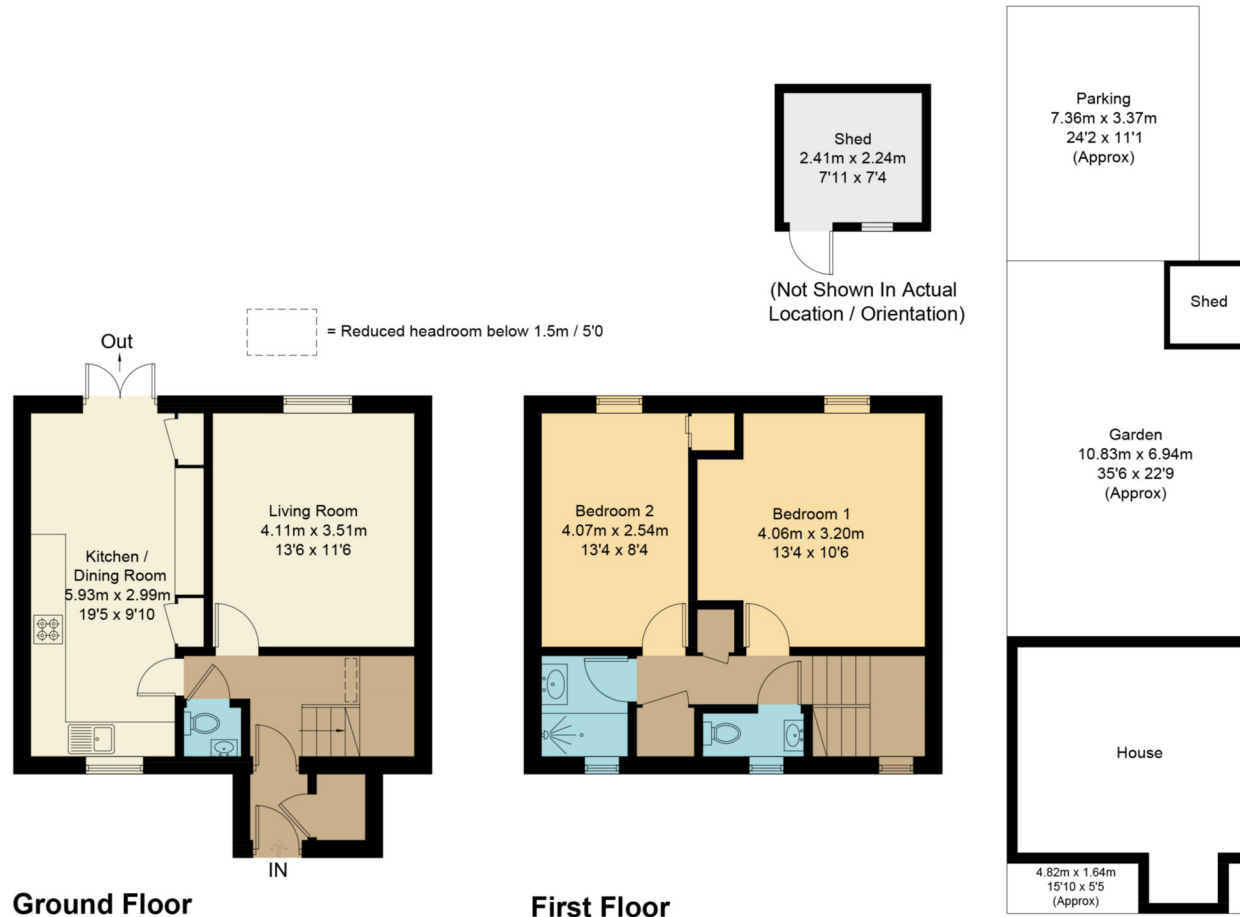 Shed
2.41m x 2.24m
7'11 x 7'4
(Not Shown In Actual
Location / Orientation)
Parking
7.36m x 3.37m
24'2 x 11'1
(Approx)
Shed
Garden
10.83m x 6.94m
35'6 x 22'9
(Approx)
House
4.82m x 1.64m
15'10 x 5'5
(Approx)
= Reduced headroom below 1.5m / 5'0
Out
Kitchen /
Dining Room
5.93m x 2.99m
19'5 x 9'10
Living Room
4.11m x 3.51m
13'6 x 11'6
IN
Ground Floor
Bedroom 2
4.07m x 2.54m
13'4 x 8'4
Bedroom 1
4.06m x 3.20m
13'4 x 10'6
First Floor